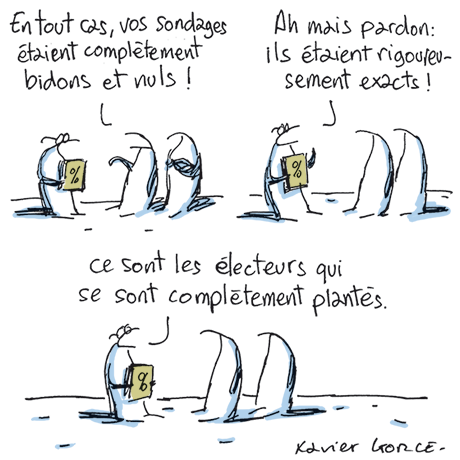 En tout cas, vos sondages
étaient complètement
bidons et nuls !
Ah mais pardon :
ils étaient rigoureu-
sement exacts !
%
%
ce sont les électeurs qui
se sont complètement plantés.
%
Xavier GORCE-